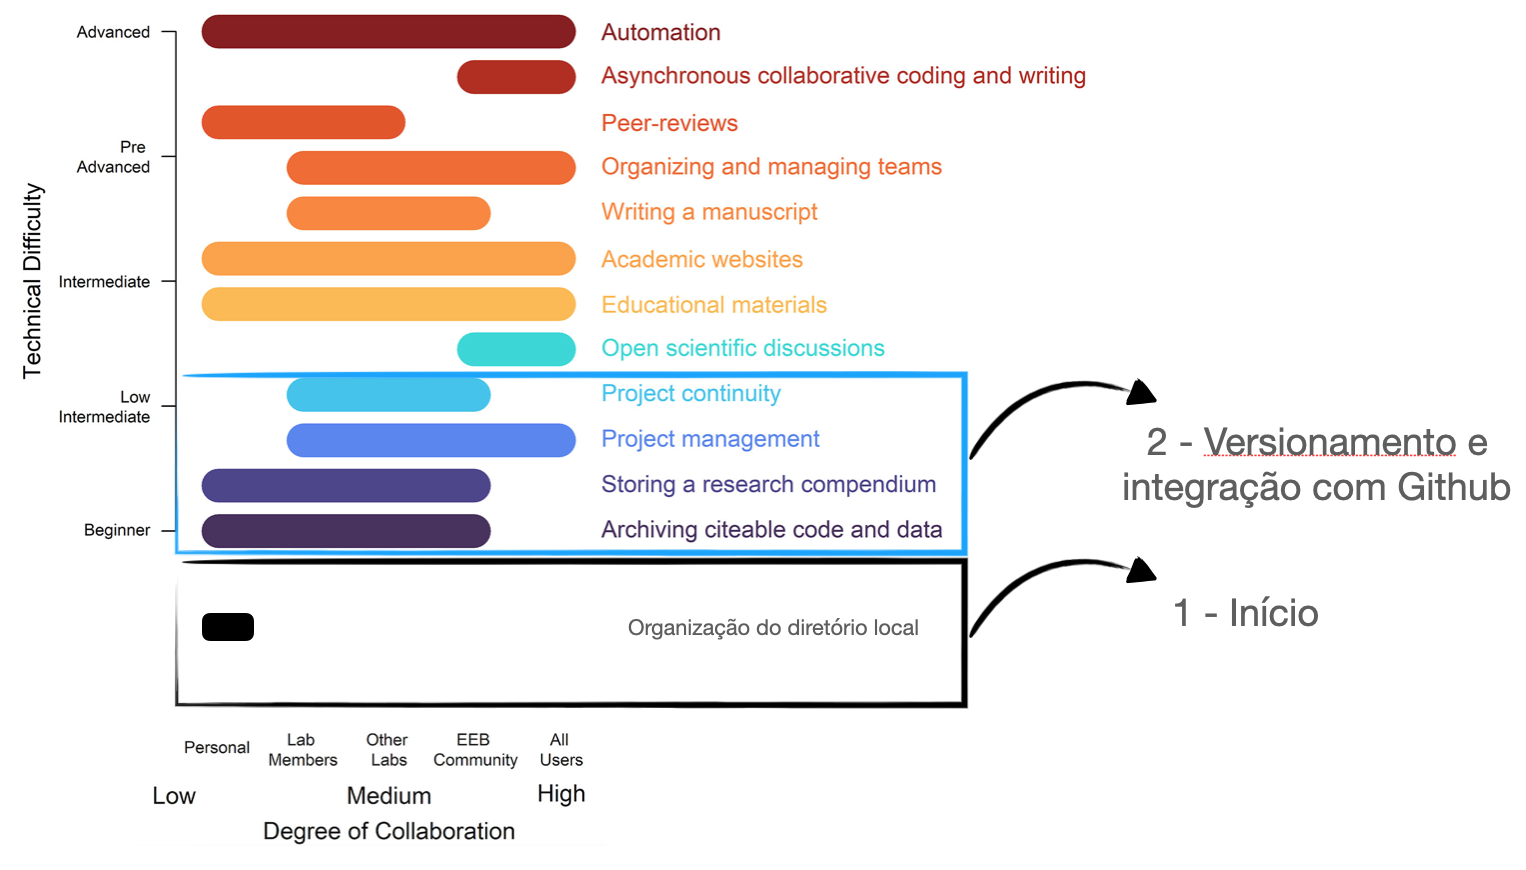 Advanced
Automation
Asynchronous collaborative coding and writing
Peer-reviews
Pre
Advanced
Organizing and managing teams
Writing a manuscript
Academic websites
Intermediate
Educational materials
Open scientific discussions
Low
Intermediate
Project continuity
Project management
Storing a research compendium
Beginner
Archiving citeable code and data
Technical Difficulty
2 - Versionamento e
integração com Github
Organização do diretório local
1 - Início
Personal
Lab
Members
Other
Labs
EEB
Community
All
Users
Low
Medium
High
Degree of Collaboration